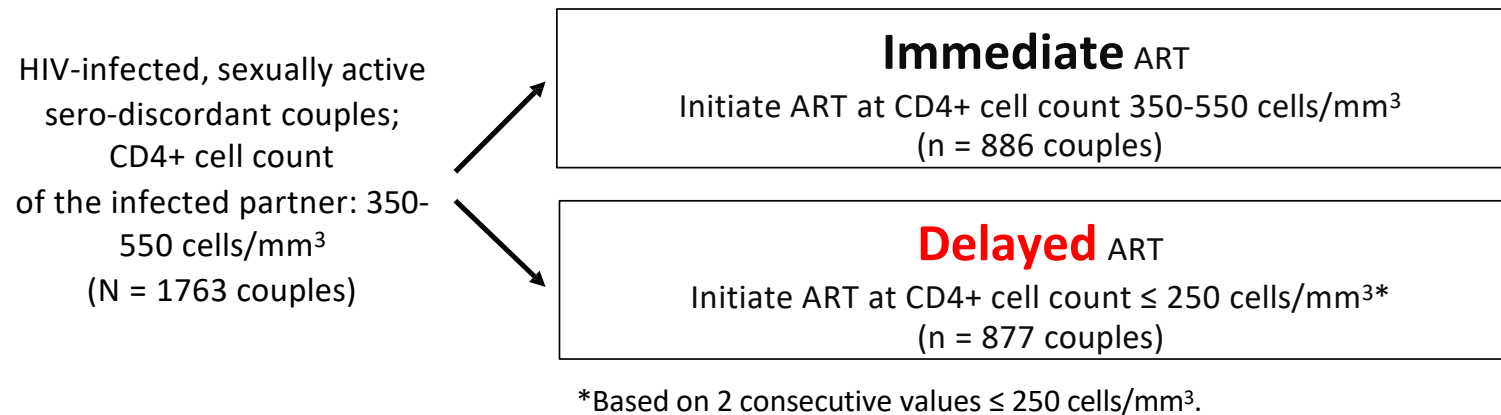 HIV-infected, sexually active
sero-discordant couples;
CD4+ cell count
of the infected partner: 350-
550 cells/mm³
(N = 1763 couples)
Immediate ART
Initiate ART at CD4+ cell count 350-550 cells/mm³
(n = 886 couples)
Delayed ART
Initiate ART at CD4+ cell count ≤ 250 cells/mm³*
(n = 877 couples)
*Based on 2 consecutive values ≤ 250 cells/mm³.